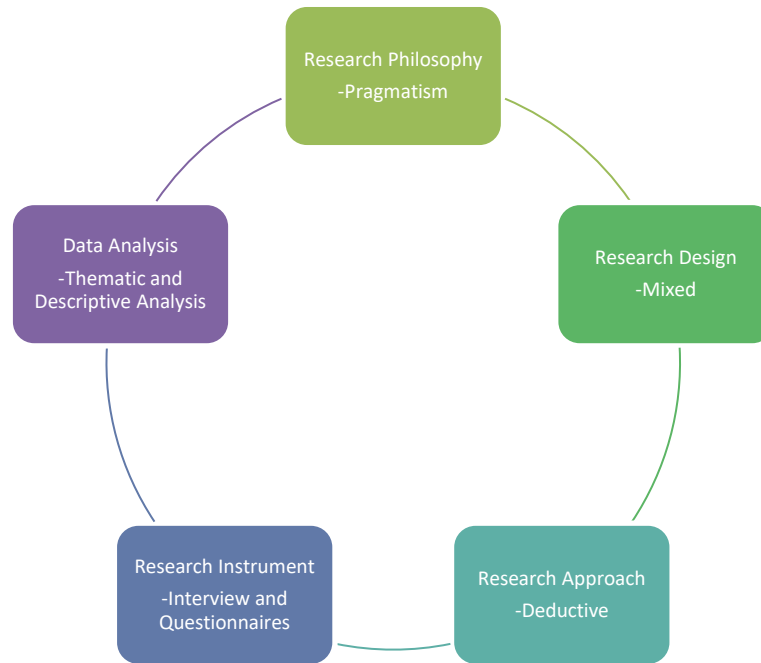 Research Philosophy
-Pragmatism
Research Design
-Mixed
Research Approach
-Deductive
Research Instrument
-Interview and
Questionnaires
Data Analysis
-Thematic and
Descriptive Analysis